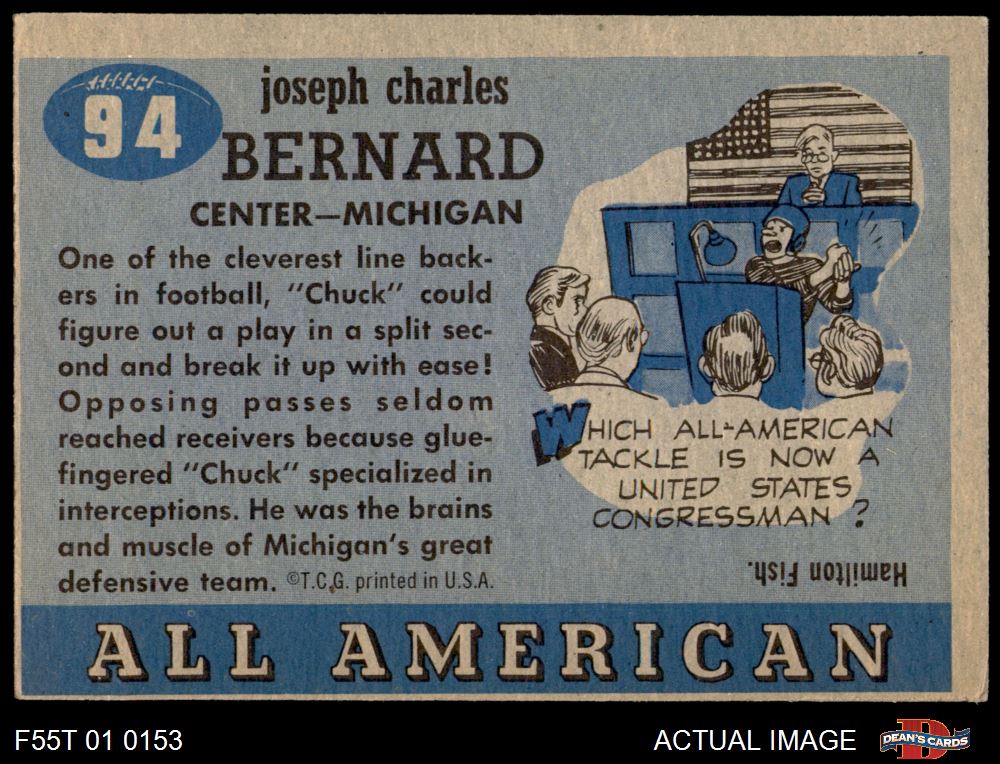 94
joseph charles
BERNARD
CENTER—MICHIGAN
One of the cleverest line back-
ers in football, "Chuck" could
figure out a play in a split sec-
ond and break it up with ease!
Opposing passes seldom
reached receivers because glue-
fingered "Chuck" specialized in
interceptions. He was the brains
and muscle of Michigan's great
defensive team. ©T.C.G. printed in U.S.A.
WHICH ALL-AMERICAN
TACKLE IS NOW A
UNITED STATES
CONGRESSMAN ?
Hamilton Fish.
ALL AMERICAN
F55T 01 0153
ACTUAL IMAGE
D
DEAN'S CARDS